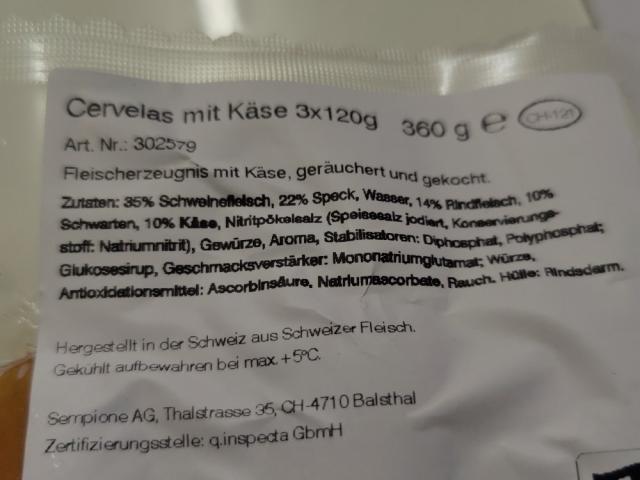 Cervelas mit Käse 3x120g 360 g e CH-121
Art. Nr.: 302579
Fleischerzeugnis mit Käse, geräuchert und gekocht.
Zutaten: 35% Schweinefleisch, 22% Speck, Wasser, 14% Rindfleisch, 10%
Schwarten, 10% Käse, Nitritpökelsalz (Speisesalz jodiert, Konservierungs-
stoff: Natriumnitrit), Gewürze, Aroma, Stabilisatoren: Diphosphat, Polyphosphat;
Glukosesirup, Geschmacksverstärker: Mononatriumglutamat; Würze,
Antioxidationsmittel: Ascorbinsäure, Natriumascorbate, Rauch. Hülle: Rindsdarm.
Hergestellt in der Schweiz aus Schweizer Fleisch.
Gekühlt aufbewahren bei max. +5°C.
Sempione AG, Thalstrasse 35, CH-4710 Balsthal
Zertifizierungsstelle: q.inspecta GbmH